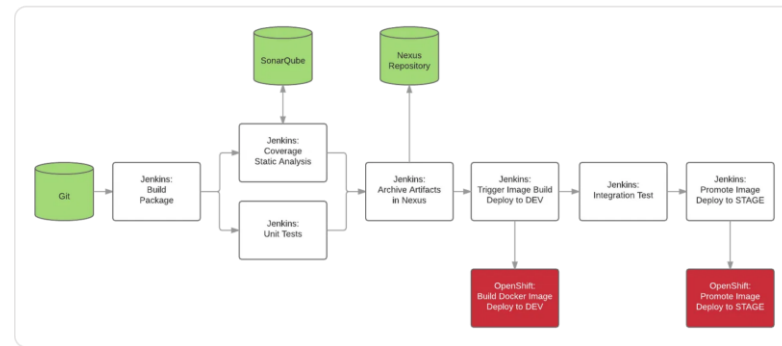 SonarQube
Nexus
Repository
Jenkins:
Coverage
Static Analysis
Git
Jenkins:
Build
Package
Jenkins:
Unit Tests
Jenkins:
Archive Artifacts
in Nexus
Jenkins:
Trigger Image Build
Deploy to DEV
Jenkins:
Integration Test
Jenkins:
Promote Image
Deploy to STAGE
OpenShift:
Build Docker Image
Deploy to DEV
OpenShift:
Promote Image
Deploy to STAGE